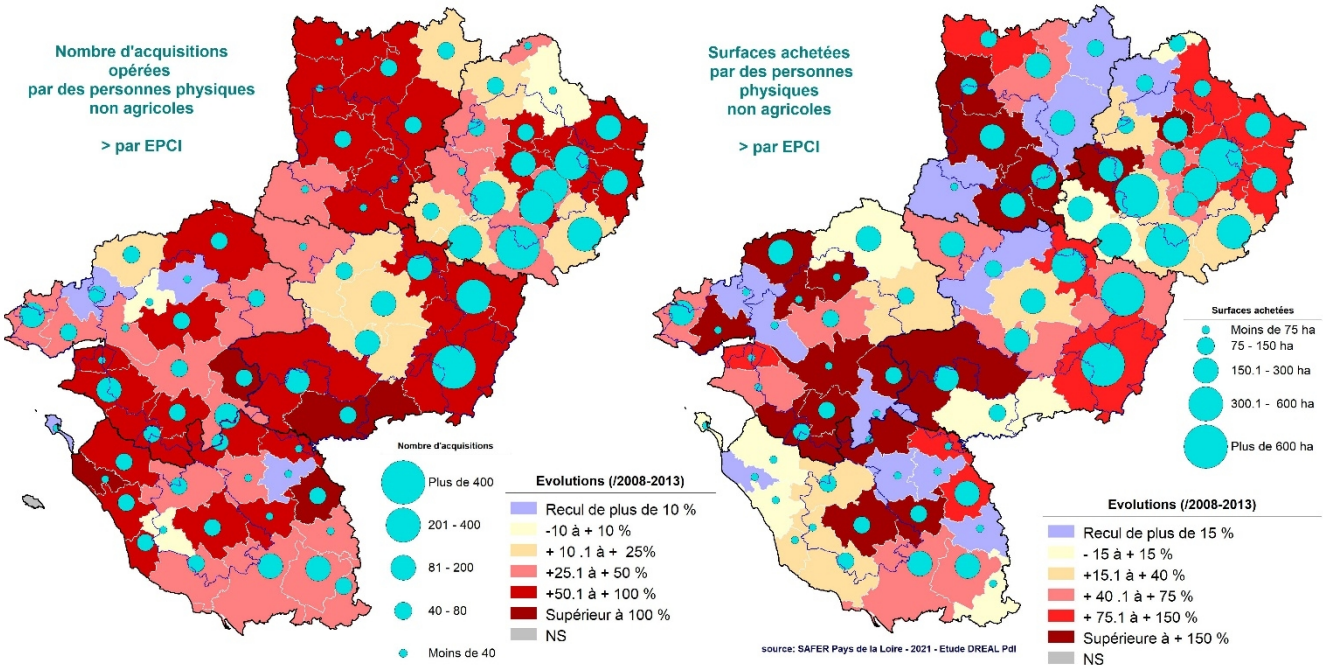 Nombre d'acquisitions
opérées
par des personnes physiques
non agricoles
> par EPCI
Nombre d'acquisitions
Plus de 400
201 - 400
81 - 200
40 - 80
Moins de 40
Evolutions (/2008-2013)
Recul de plus de 10 %
-10 à + 10 %
+ 10 .1 à + 25%
+25.1 à + 50 %
+50.1 à + 100 %
Supérieur à 100 %
NS
Surfaces achetées
par des personnes
physiques
non agricoles
> par EPCI
Surfaces achetées
Moins de 75 ha
75 - 150 ha
150.1 - 300 ha
300.1 - 600 ha
Plus de 600 ha
Evolutions (/2008-2013)
Recul de plus de 15 %
- 15 à + 15 %
+15.1 à + 40 %
+ 40 .1 à + 75 %
+ 75.1 à + 150 %
Supérieure à + 150 %
NS
source: SAFER Pays de la Loire - 2021 - Etude DREAL Pdl